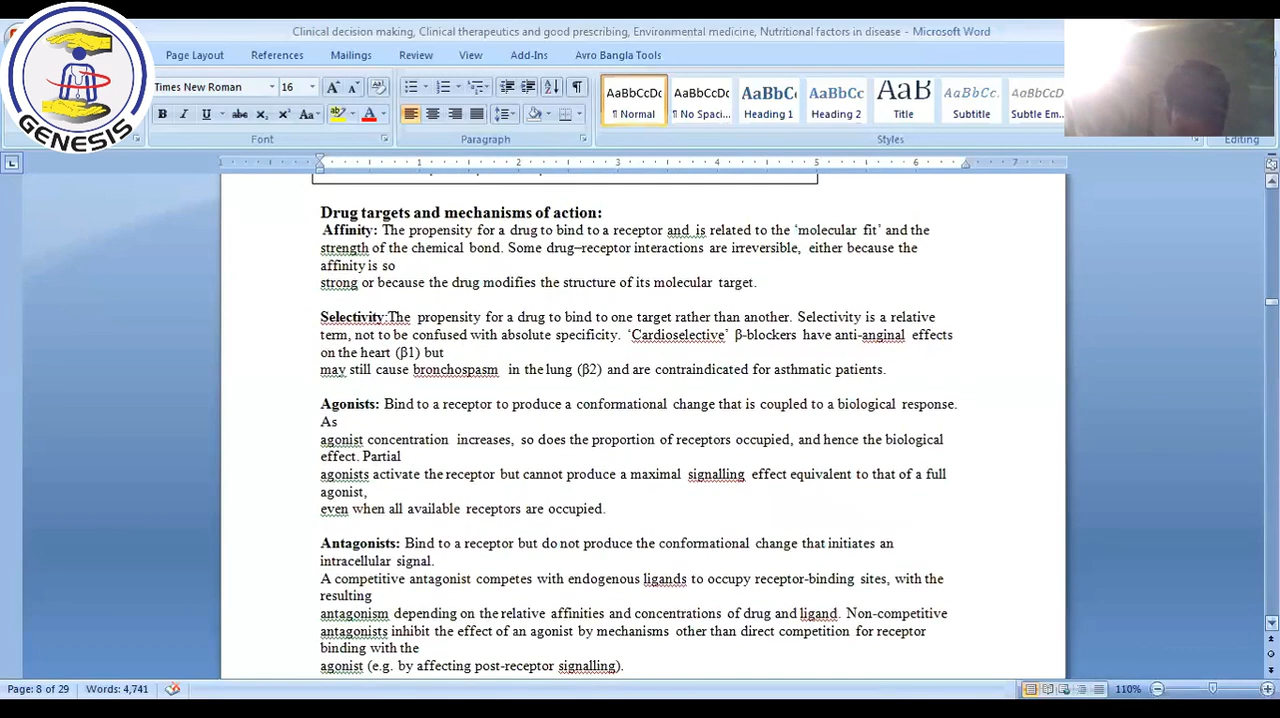 Clinical decision making, Clinical therapeutics and good prescribing, Environmental medicine, Nutritional factors in disease - Microsoft Word
Page Layout References Mailings Review View Add-Ins Avro Bangla Tools
GENESIS
Times New Roman 16
AaBbCcDc AaBbCcDc AaBbCc AaBbCc AaB AaBbCc. AaBbCcDc
¶ Normal ¶ No Spaci... Heading 1 Heading 2 Title Subtitle Subtle Em...
Font Paragraph Styles Editing
1 2 3 4 5 6 7
Drug targets and mechanisms of action:
Affinity: The propensity for a drug to bind to a receptor and is related to the ‘molecular fit’ and the
strength of the chemical bond. Some drug–receptor interactions are irreversible, either because the
affinity is so
strong or because the drug modifies the structure of its molecular target.
Selectivity:The propensity for a drug to bind to one target rather than another. Selectivity is a relative
term, not to be confused with absolute specificity. ‘Cardioselective’ β-blockers have anti-anginal effects
on the heart (β1) but
may still cause bronchospasm in the lung (β2) and are contraindicated for asthmatic patients.
Agonists: Bind to a receptor to produce a conformational change that is coupled to a biological response.
As
agonist concentration increases, so does the proportion of receptors occupied, and hence the biological
effect. Partial
agonists activate the receptor but cannot produce a maximal signalling effect equivalent to that of a full
agonist,
even when all available receptors are occupied.
Antagonists: Bind to a receptor but do not produce the conformational change that initiates an
intracellular signal.
A competitive antagonist competes with endogenous ligands to occupy receptor-binding sites, with the
resulting
antagonism depending on the relative affinities and concentrations of drug and ligand. Non-competitive
antagonists inhibit the effect of an agonist by mechanisms other than direct competition for receptor
binding with the
agonist (e.g. by affecting post-receptor signalling).
Page: 8 of 29 Words: 4,741 110%